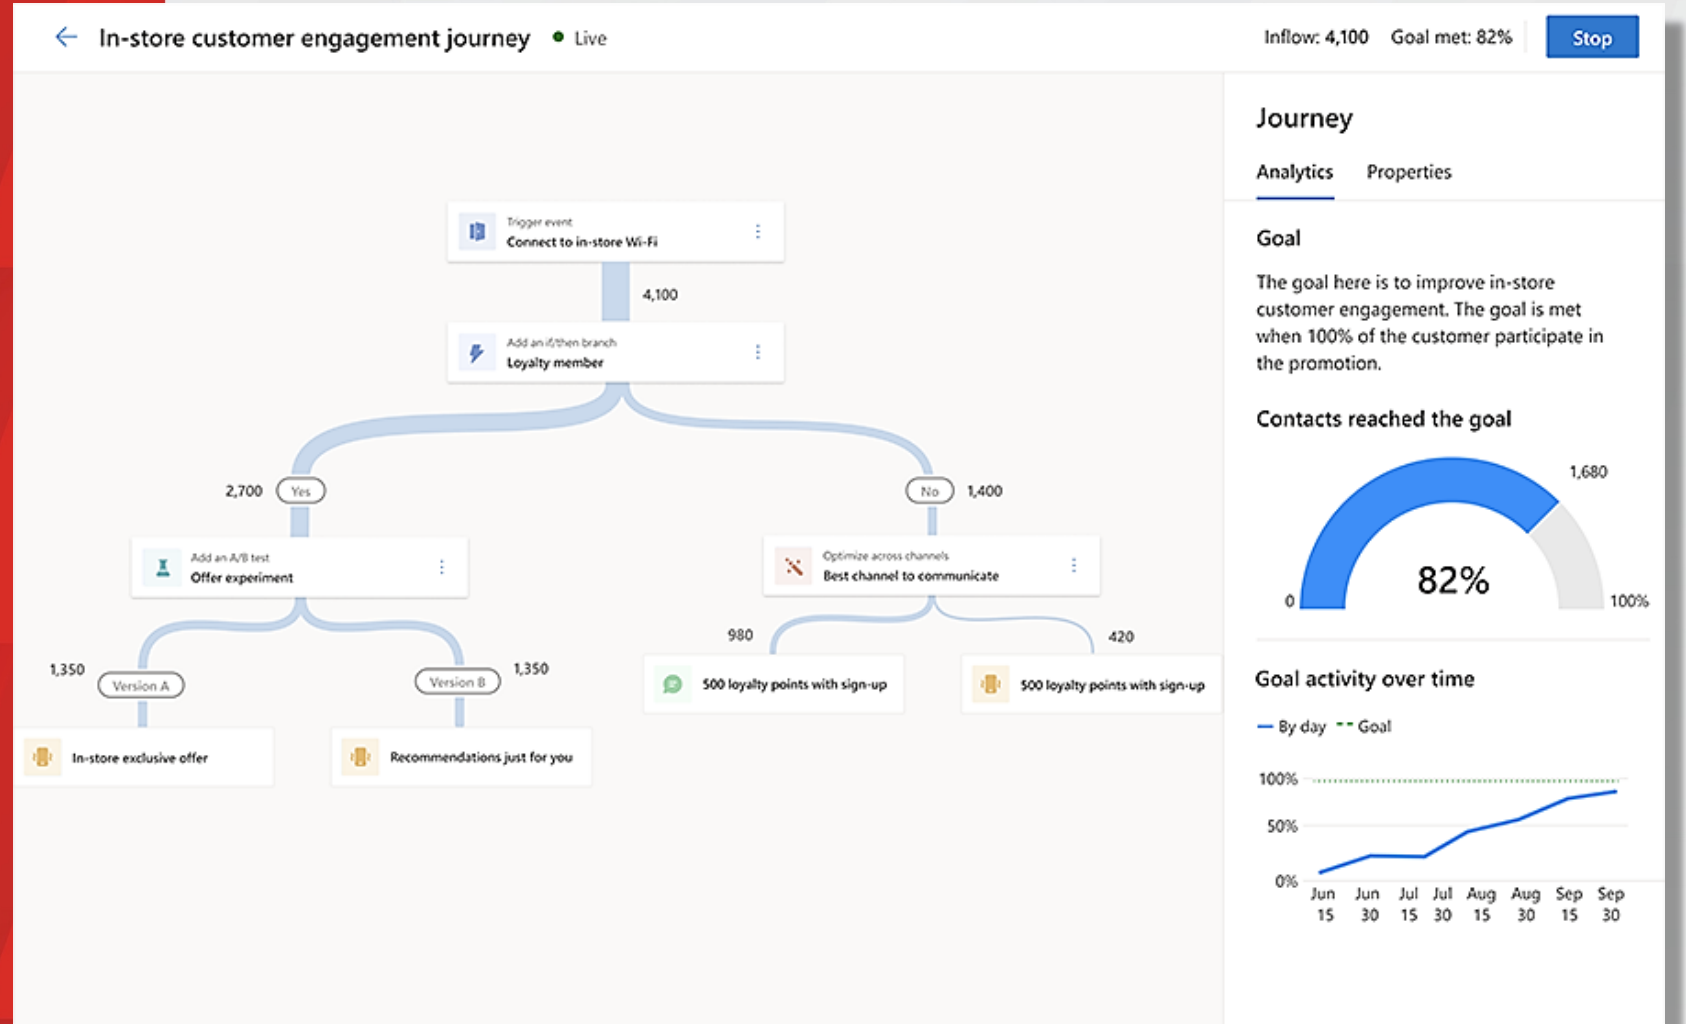 In-store customer engagement journey
Live
Inflow: 4,100
Goal met: 82%
Stop
Trigger event
Connect to in-store Wi-Fi
4,100
Add an if/then branch
Loyalty member
2,700
Yes
No
1,400
Add an A/B test
Offer experiment
Optimize across channels
Best channel to communicate
1,350
Version A
Version B
1,350
980
420
500 loyalty points with sign-up
500 loyalty points with sign-up
In-store exclusive offer
Recommendations just for you
Journey
Analytics
Properties
Goal
The goal here is to improve in-store
customer engagement. The goal is met
when 100% of the customer participate in
the promotion.
Contacts reached the goal
1,680
82%
0
100%
Goal activity over time
By day
Goal
100%
50%
0%
Jun 15
Jun 30
Jul 15
Jul 30
Aug 15
Aug 30
Sep 15
Sep 30